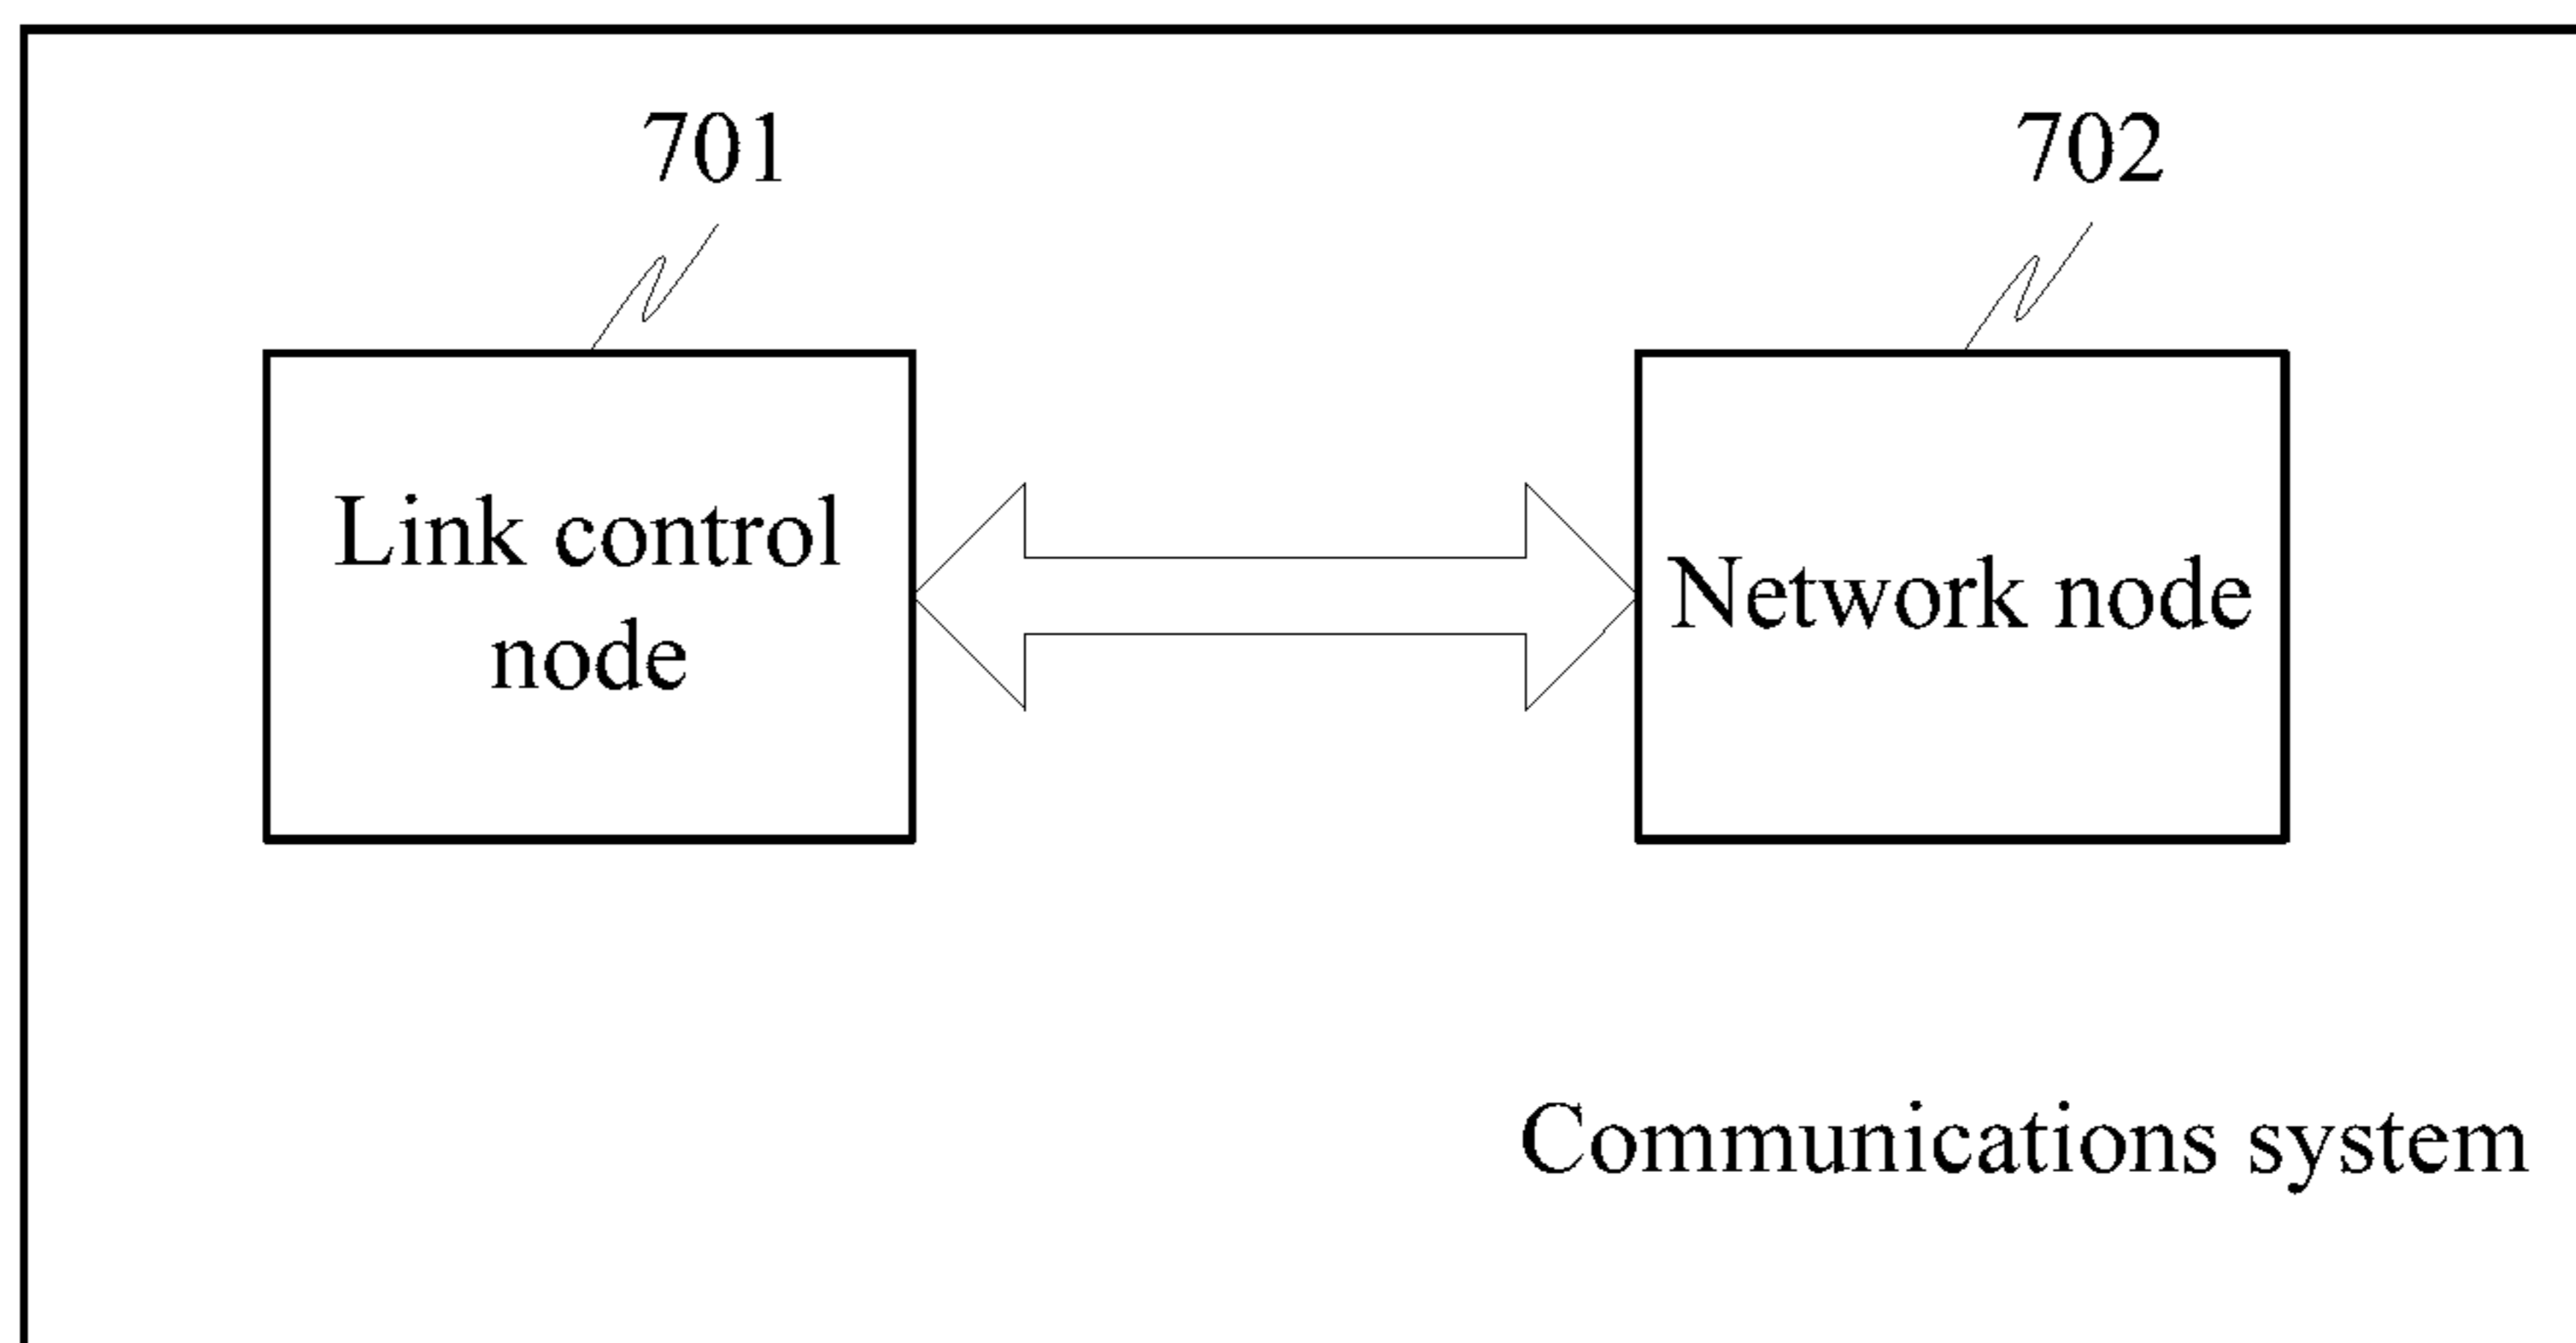 701
702
Link control
node
Network node
Communications system